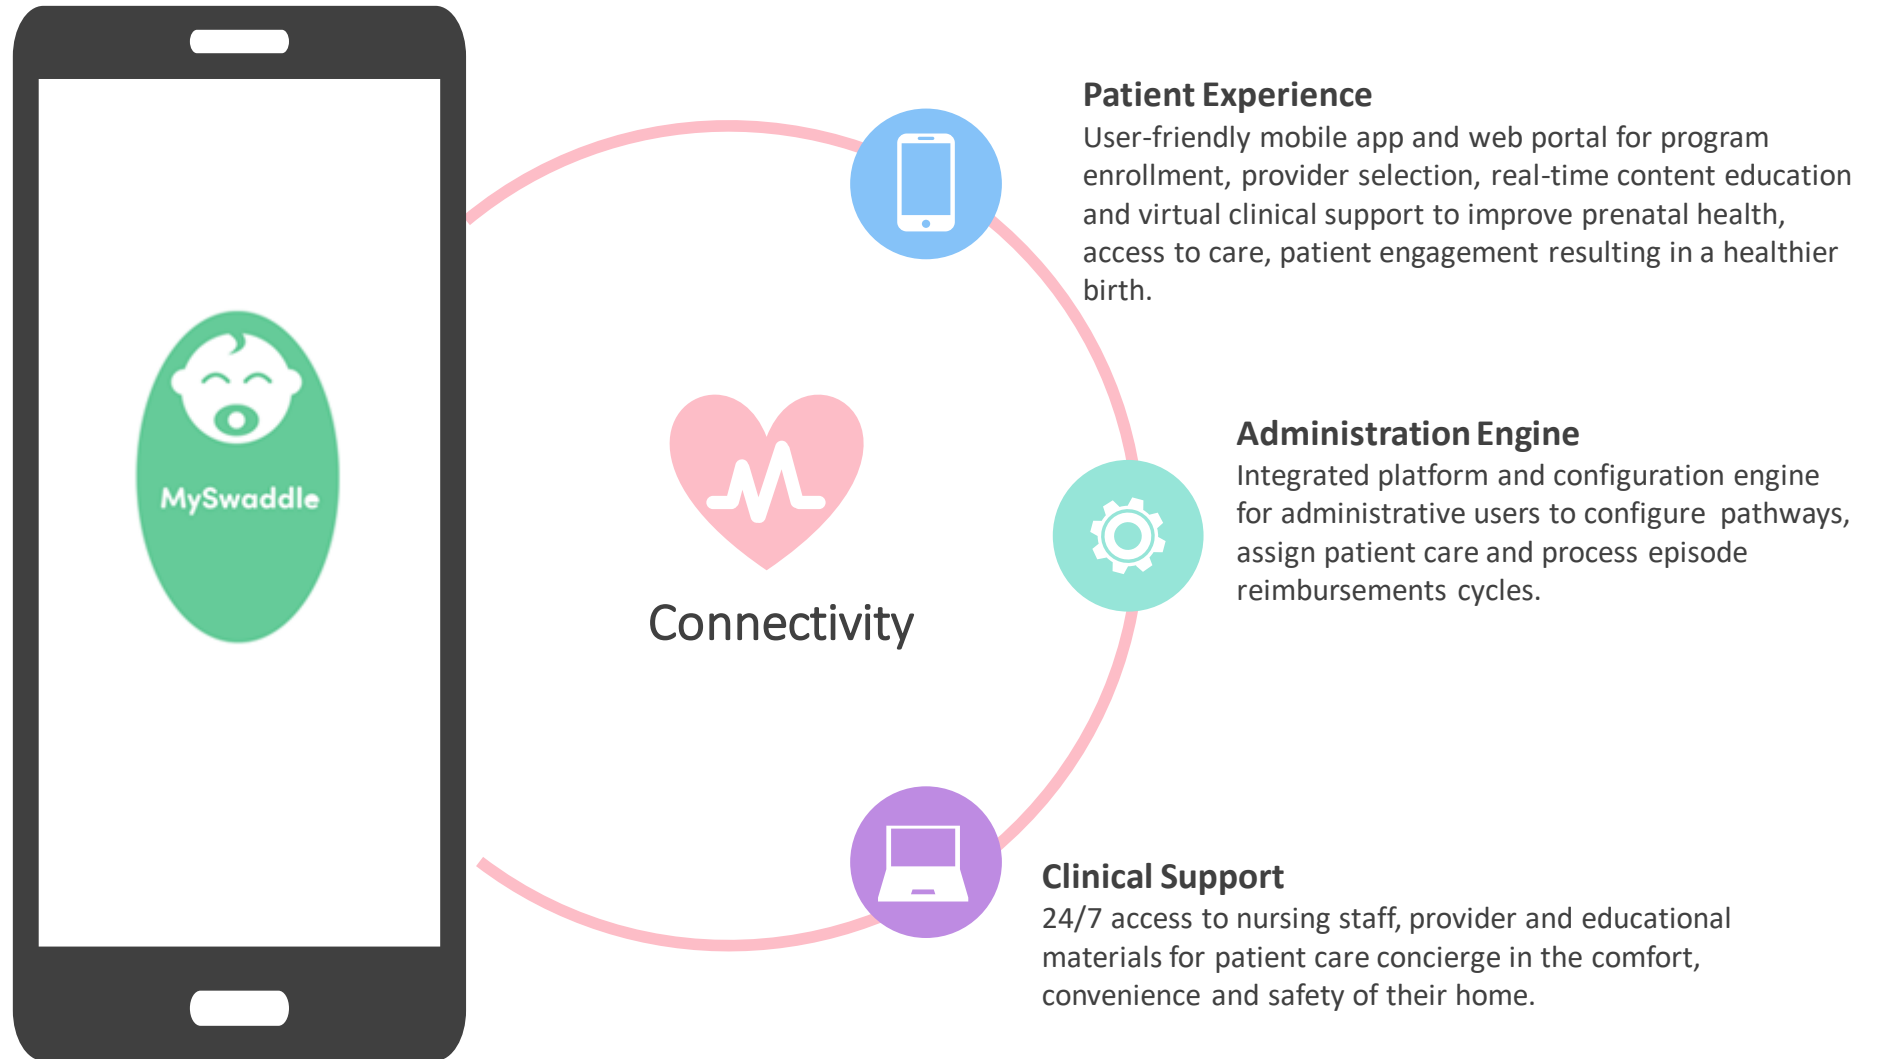 MySwaddle
Connectivity
Patient Experience
User-friendly mobile app and web portal for program
enrollment, provider selection, real-time content education
and virtual clinical support to improve prenatal health,
access to care, patient engagement resulting in a healthier
birth.
Administration Engine
Integrated platform and configuration engine
for administrative users to configure pathways,
assign patient care and process episode
reimbursements cycles.
Clinical Support
24/7 access to nursing staff, provider and educational
materials for patient care concierge in the comfort,
convenience and safety of their home.